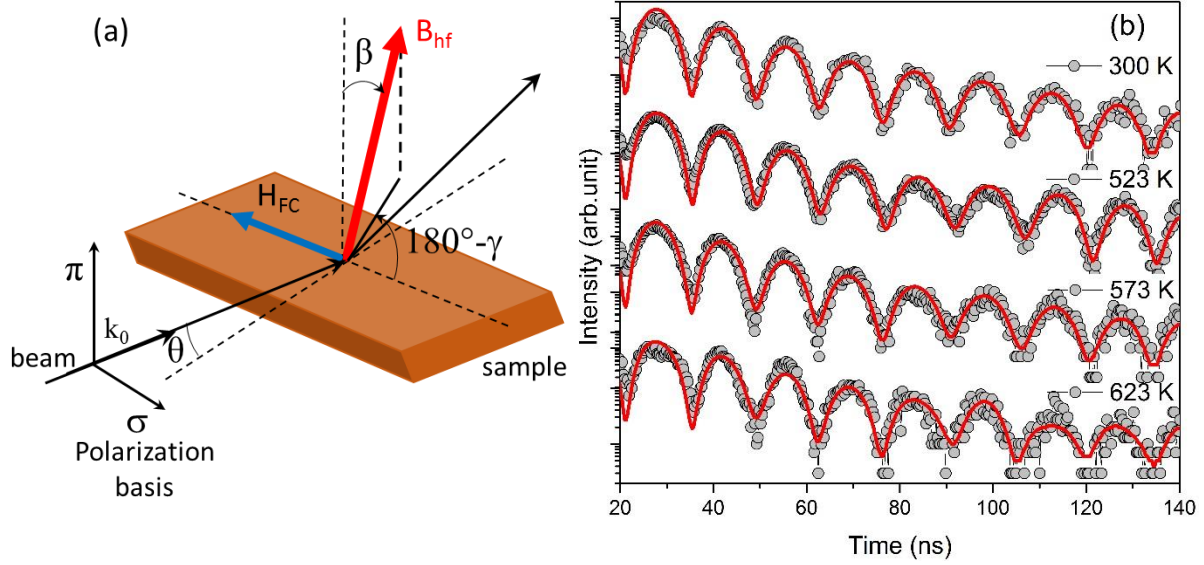 (a)
B_hf
β
H_FC
180°-γ
π
k₀
θ
beam
σ
sample
Polarization
basis
(b)
300 K
523 K
573 K
623 K
Intensity (arb.unit)
20 40 60 80 100 120 140
Time (ns)